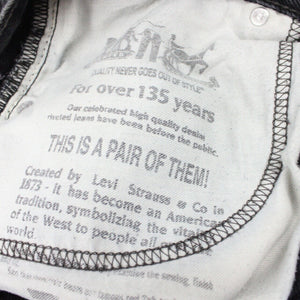 QUALITY NEVER GOES OUT OF STYLE
For over 135 years
Our celebrated high quality denim
riveted jeans have been before the public.
THIS IS A PAIR OF THEM!
Created by Levi Strauss & Co in
1873 - it has become an American
tradition, symbolizing the vitality
of the West to people all
world
the sewing, finish